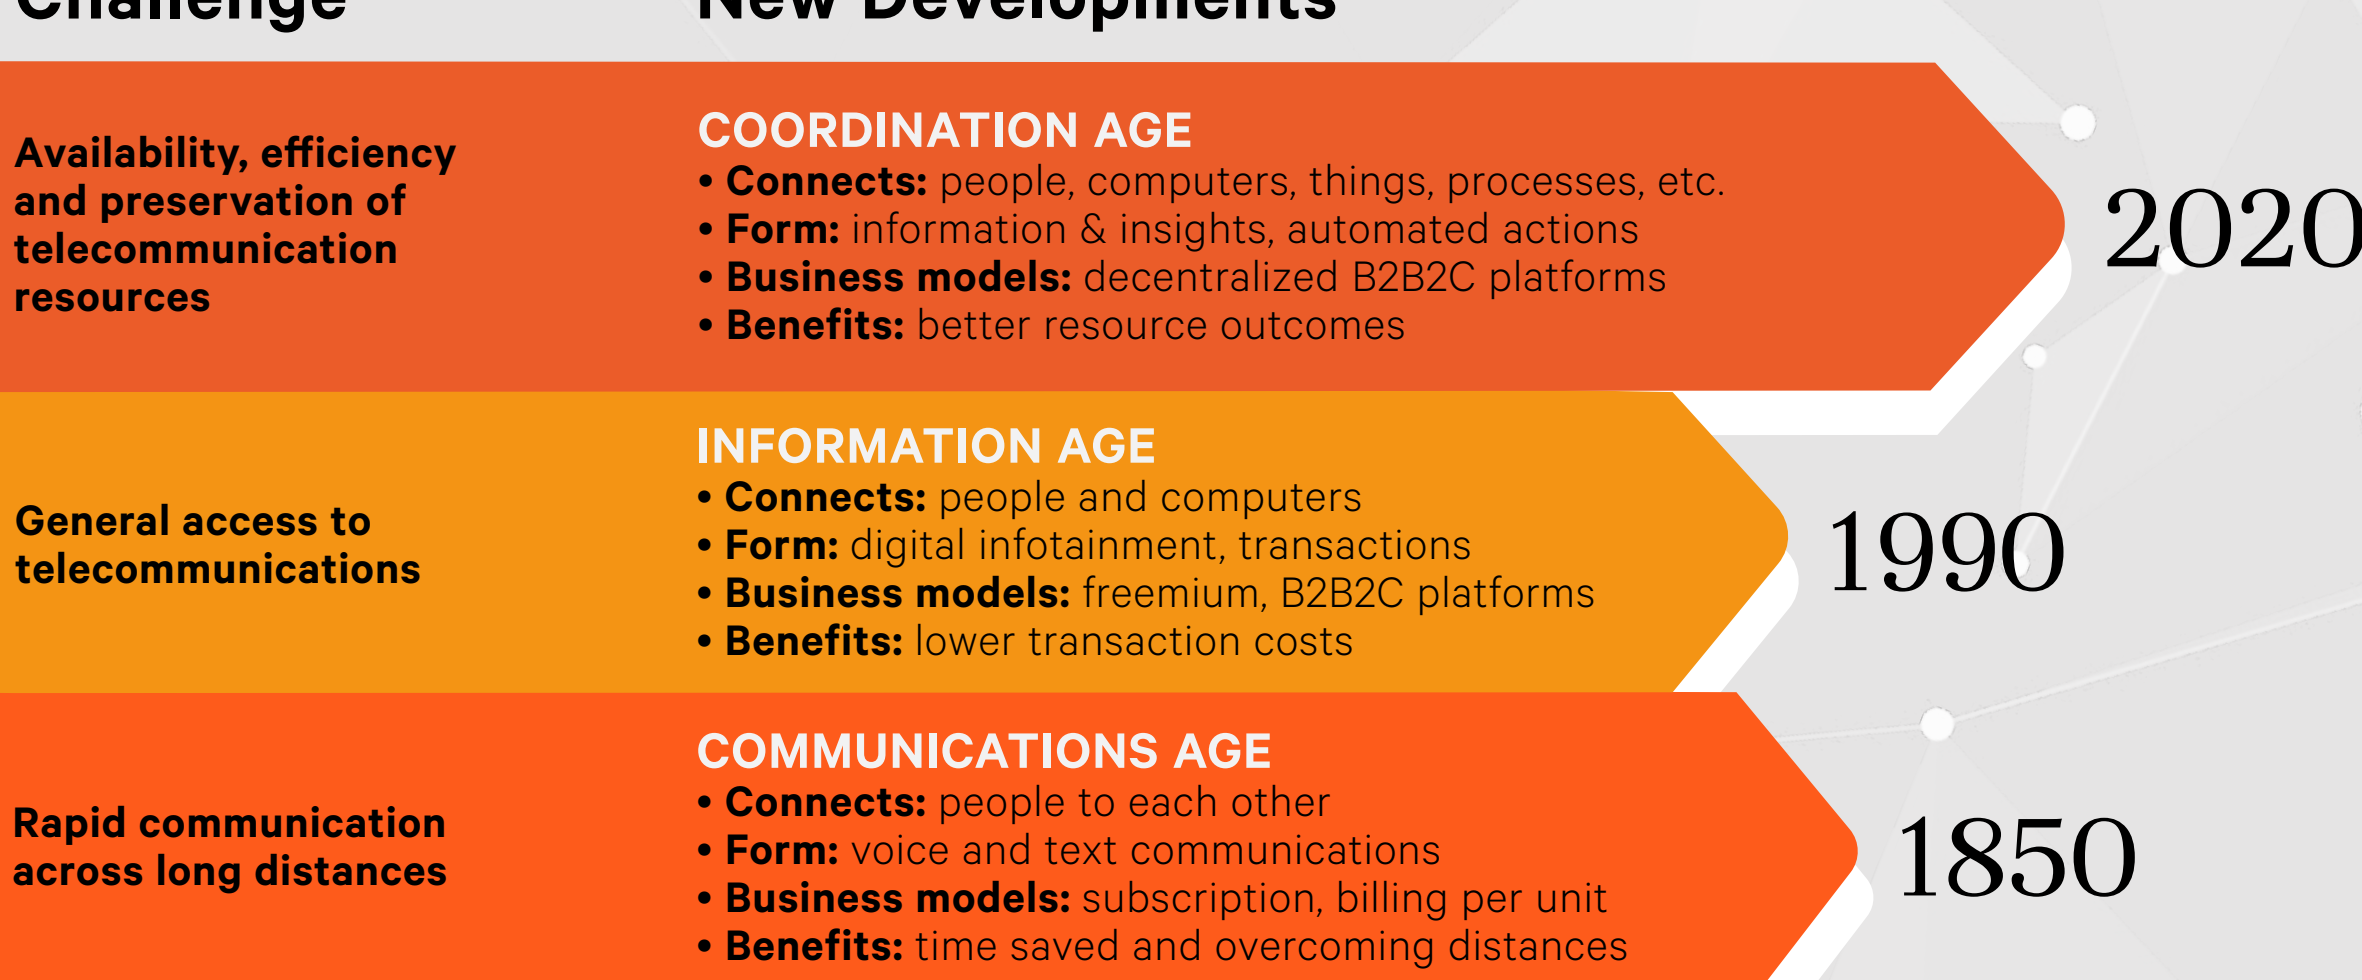 Challenge
New Developments
Availability, efficiency
and preservation of
telecommunication
resources
COORDINATION AGE
• Connects: people, computers, things, processes, etc.
• Form: information & insights, automated actions
• Business models: decentralized B2B2C platforms
• Benefits: better resource outcomes
2020
General access to
telecommunications
INFORMATION AGE
• Connects: people and computers
• Form: digital infotainment, transactions
• Business models: freemium, B2B2C platforms
• Benefits: lower transaction costs
1990
Rapid communication
across long distances
COMMUNICATIONS AGE
• Connects: people to each other
• Form: voice and text communications
• Business models: subscription, billing per unit
• Benefits: time saved and overcoming distances
1850